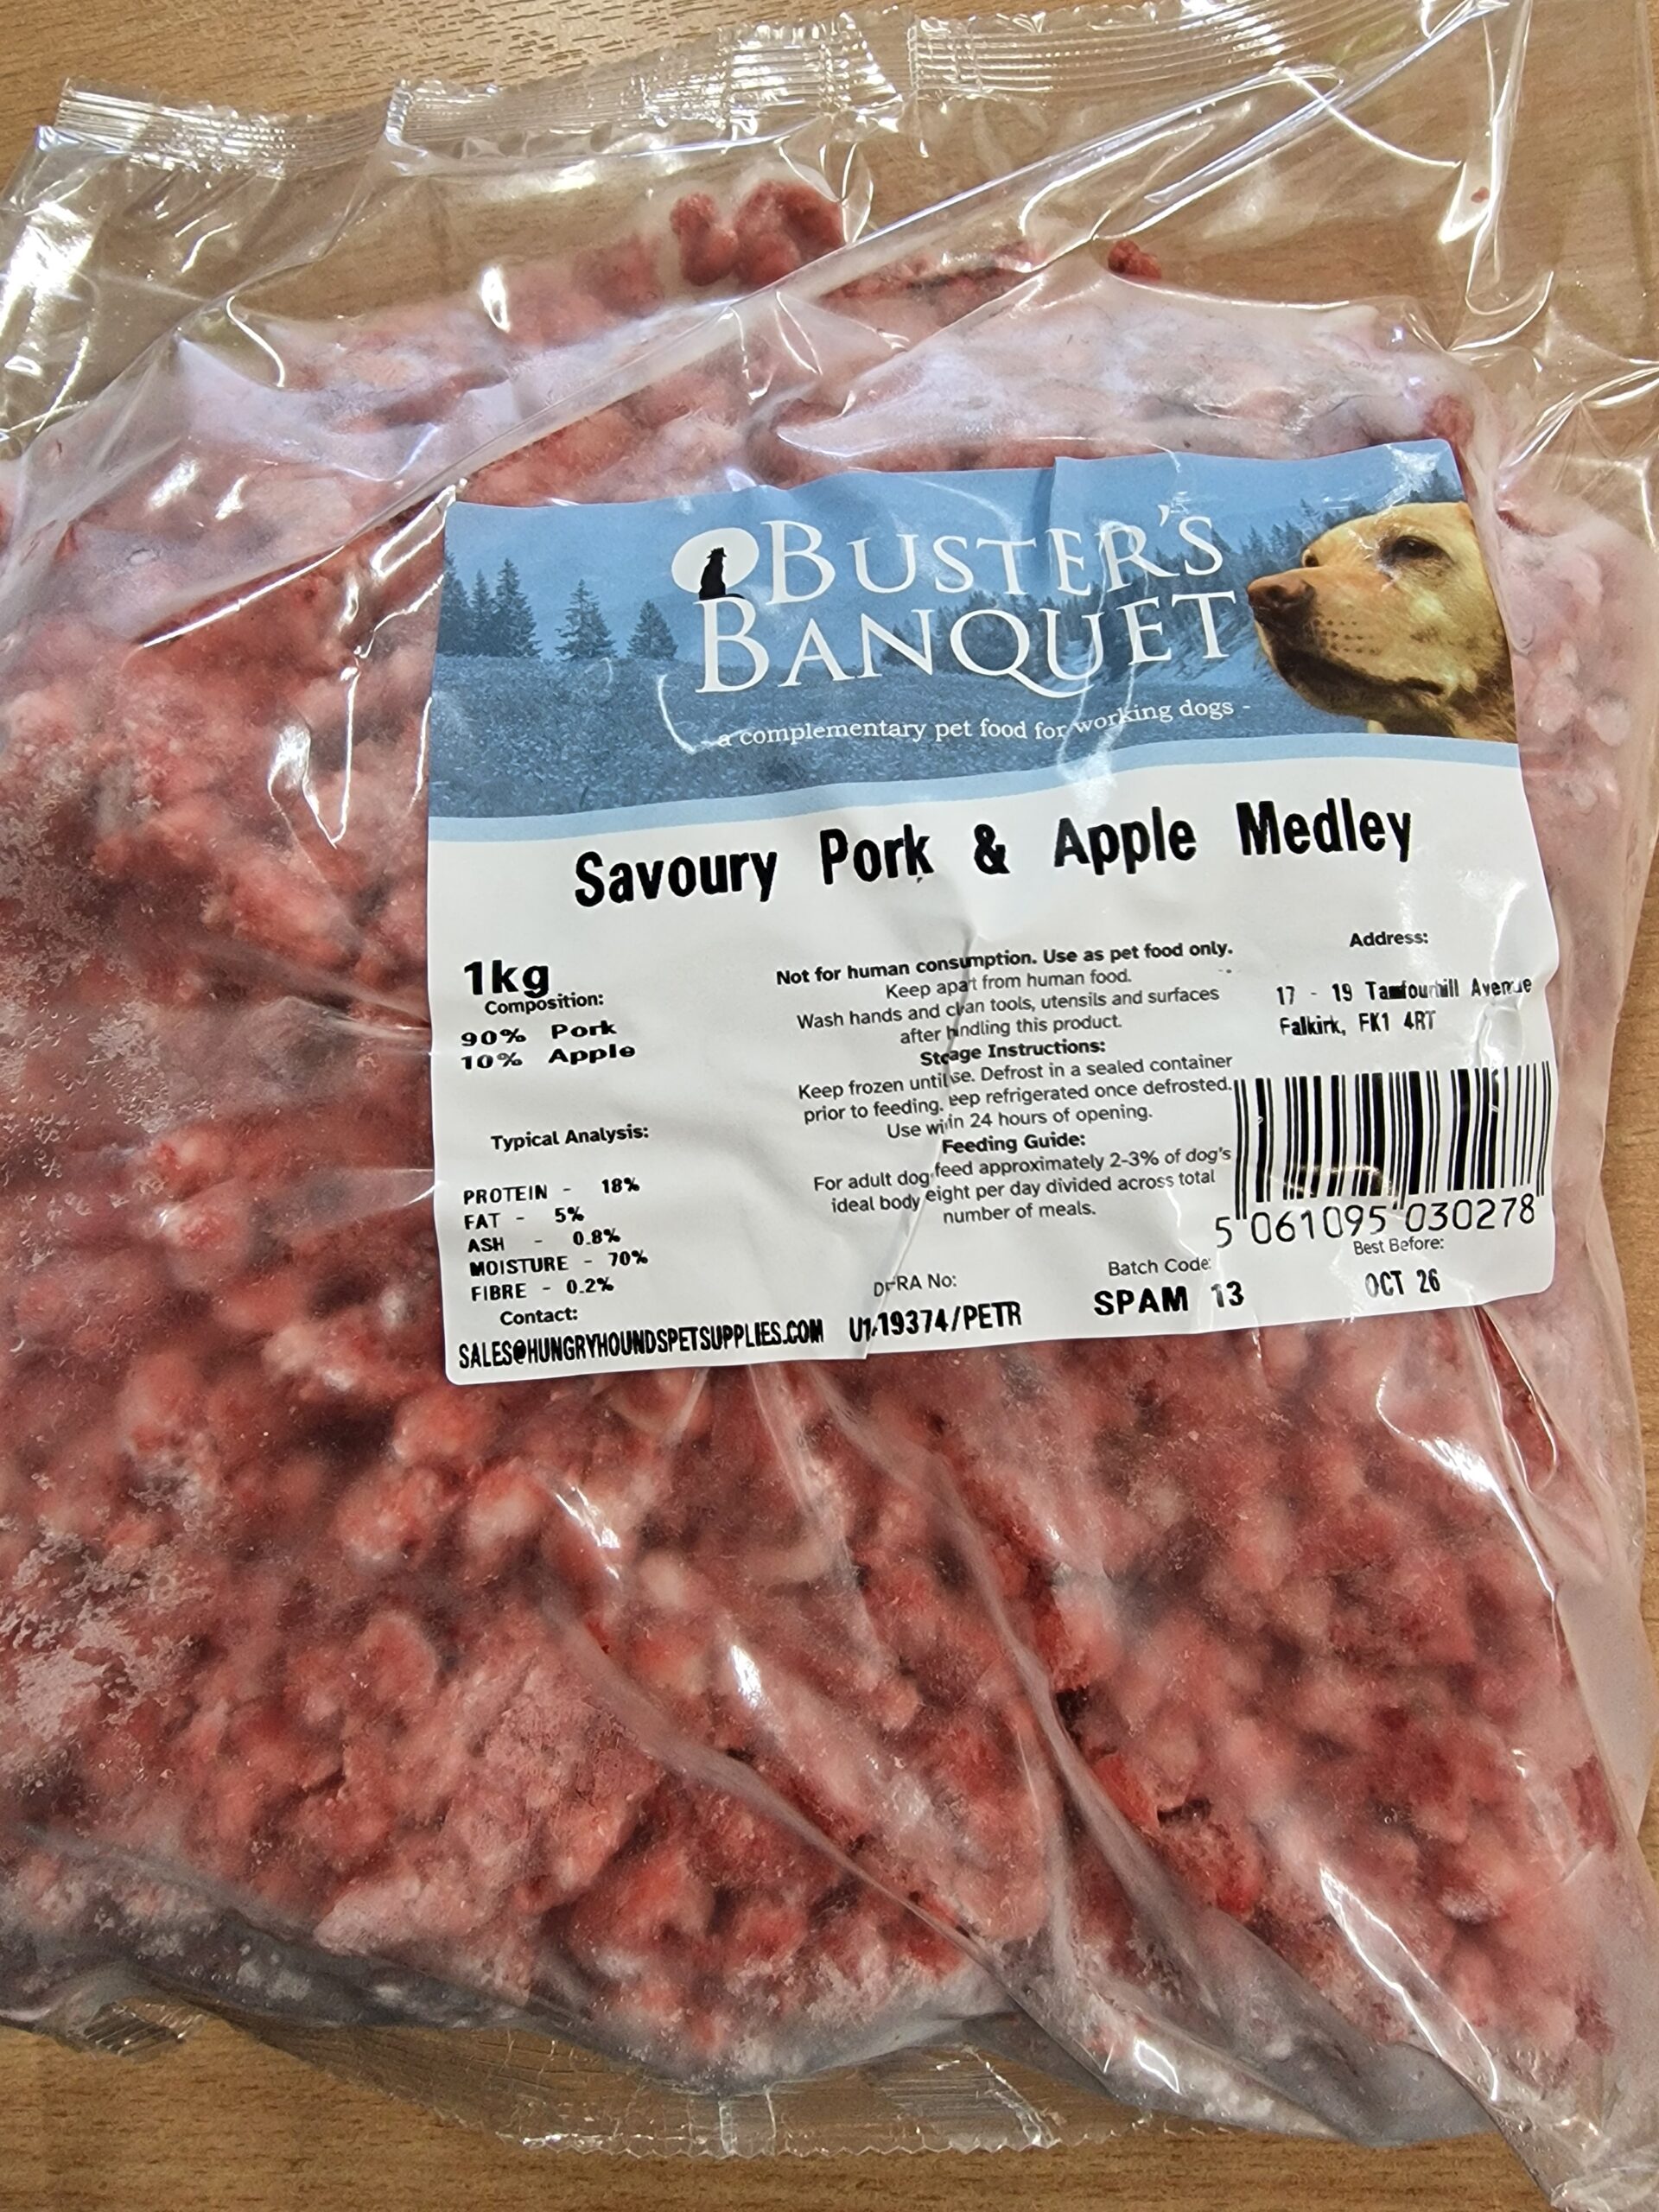 BUSTER'S
BANQUET
- a complementary pet food for working dogs -
Savoury Pork & Apple Medley
1kg
Composition:
90% Pork
10% Apple
Typical Analysis:
PROTEIN - 18%
FAT - 5%
ASH - 0.8%
MOISTURE - 70%
FIBRE - 0.2%
Contact:
SALES@HUNGRYHOUNDSPETSUPPLIES.COM
Not for human consumption. Use as pet food only.
Keep apart from human food.
Wash hands and clean tools, utensils and surfaces
after handling this product.
Storage Instructions:
Keep frozen until use. Defrost in a sealed container
prior to feeding. Keep refrigerated once defrosted.
Use within 24 hours of opening.
Feeding Guide:
For adult dog feed approximately 2-3% of dog's
ideal body weight per day divided across total
number of meals.
DEFRA No:
/PETR
Batch Code:
SPAM 13
Address:
17 - 19 Tamfourhill Avenue
Falkirk, FK1 4RT
5 061095 030278
Best Before:
OCT 26